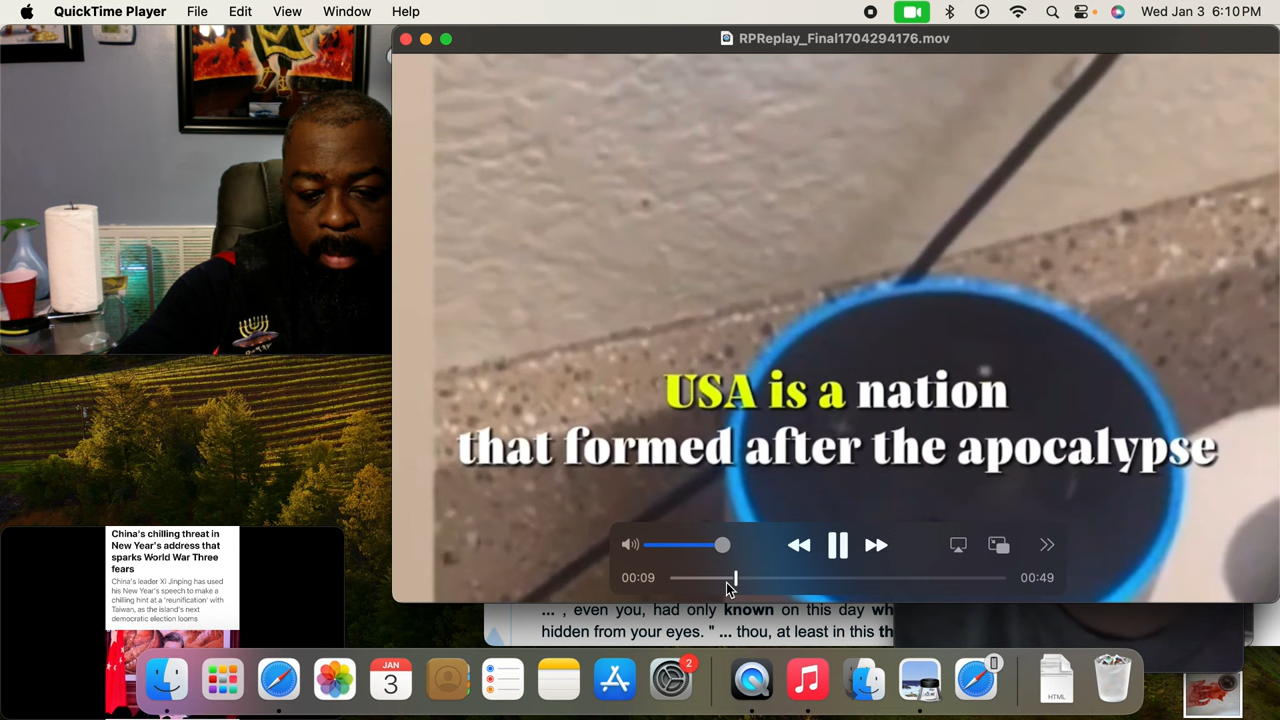 QuickTime Player File Edit View Window Help Wed Jan 3 6:10 PM
RPReplay_Final1704294176.mov
USA is a nation
that formed after the apocalypse
00:09 00:49
China's chilling threat in
New Year's address that
sparks World War Three
fears
China's leader Xi Jinping has used
his New Year's speech to make a
chilling hint at a 'reunification' with
Taiwan, as the island's next
democratic election looms
... , even you, had only known on this day wh
hidden from your eyes. " ... thou, at least in this th
JAN
3
2
HTML